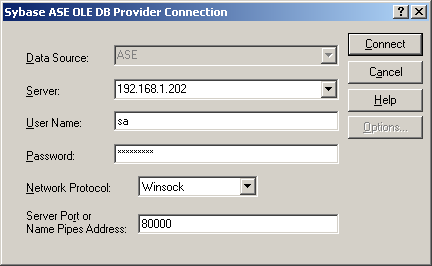 Sybase ASE OLE DB Provider Connection
Data Source: ASE
Connect
Server: 192.168.1.202
Cancel
User Name: sa
Help
Password: *********
Options...
Network Protocol: Winsock
Server Port or
Name Pipes Address: 80000